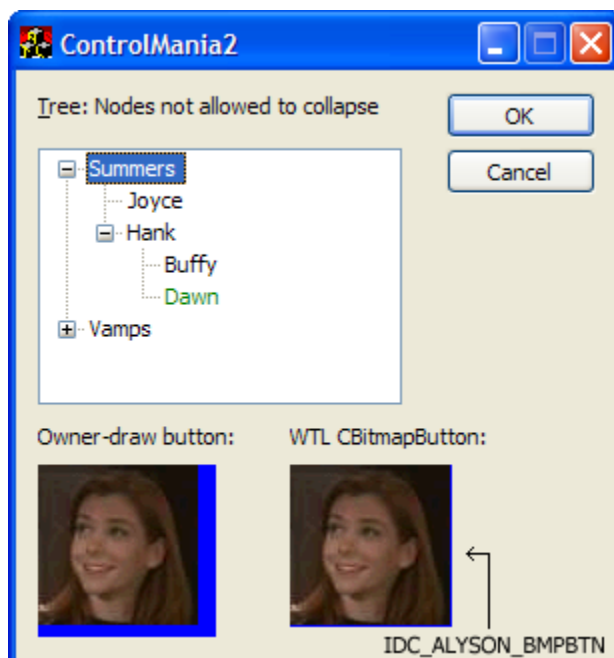 ControlMania2
Tree: Nodes not allowed to collapse
OK
Cancel
Summers
Joyce
Hank
Buffy
Dawn
Vamps
Owner-draw button:
WTL CBitmapButton:
IDC_ALYSON_BMPBTN